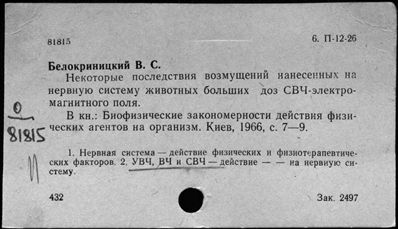 81815
6. П-12-26
Белокриницкий В. С.
Некоторые последствия возмущений нанесенных на
нервную систему животных больших доз СВЧ-электро-
магнитного поля.
В кн.: Биофизические закономерности действия физи-
ческих агентов на организм. Киев, 1966, с. 7—9.
0
81815
1. Нервная система — действие физических и физиотерапевтиче-
ских факторов. 2. УВЧ, ВЧ и СВЧ — действие — — на нервную си-
стему.
432
Зак. 2497